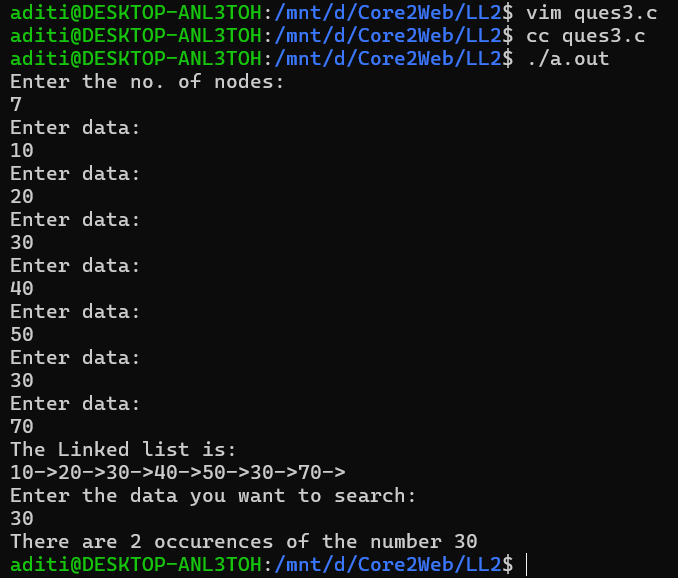 aditi@DESKTOP-ANL3TOH:/mnt/d/Core2Web/LL2$ vim ques3.c
aditi@DESKTOP-ANL3TOH:/mnt/d/Core2Web/LL2$ cc ques3.c
aditi@DESKTOP-ANL3TOH:/mnt/d/Core2Web/LL2$ ./a.out
Enter the no. of nodes:
7
Enter data:
10
Enter data:
20
Enter data:
30
Enter data:
40
Enter data:
50
Enter data:
30
Enter data:
70
The Linked list is:
10->20->30->40->50->30->70->
Enter the data you want to search:
30
There are 2 occurences of the number 30
aditi@DESKTOP-ANL3TOH:/mnt/d/Core2Web/LL2$